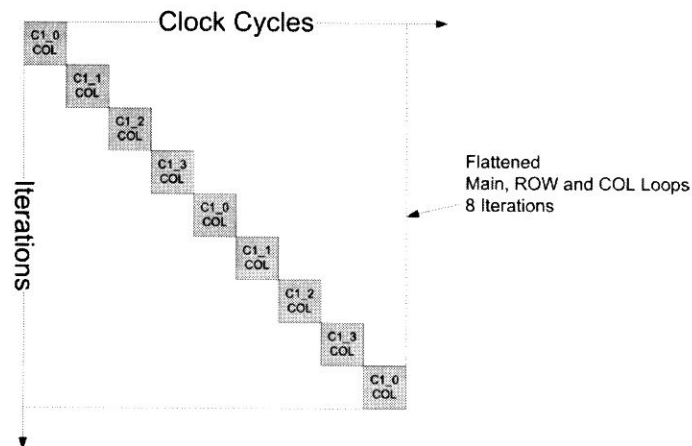 Clock Cycles
C1_0
COL
C1_1
COL
C1_2
COL
C1_3
COL
C1_0
COL
C1_1
COL
C1_2
COL
C1_3
COL
C1_0
COL
Iterations
Flattened
Main, ROW and COL Loops
8 Iterations